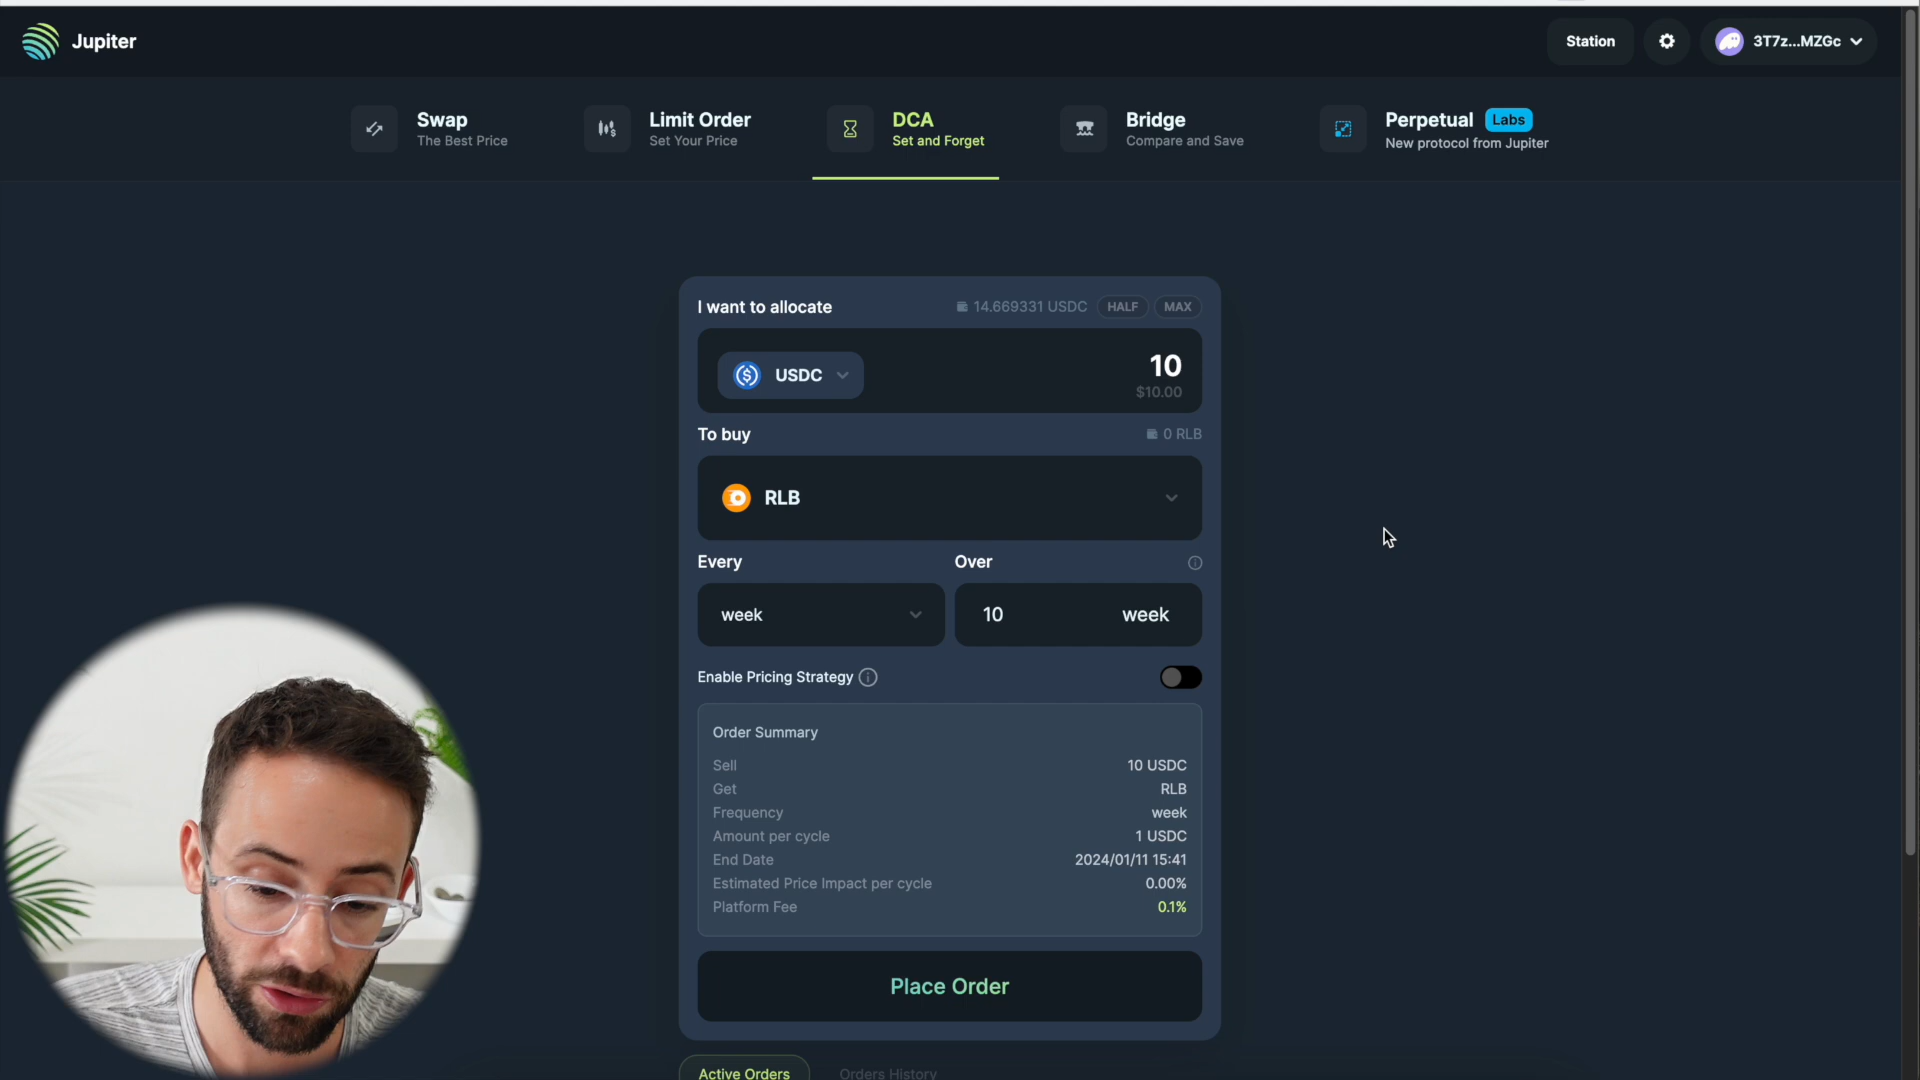 Jupiter
Station
3T7z...MZGc
Swap
The Best Price
Limit Order
Set Your Price
DCA
Set and Forget
Bridge
Compare and Save
Perpetual Labs
New protocol from Jupiter
I want to allocate
14.669331 USDC HALF MAX
USDC
10
$10.00
To buy
0 RLB
RLB
Every
Over
week
10 week
Enable Pricing Strategy
Order Summary
Sell 10 USDC
Get RLB
Frequency week
Amount per cycle 1 USDC
End Date 2024/01/11 15:41
Estimated Price Impact per cycle 0.00%
Platform Fee 0.1%
Place Order
Active Orders
Orders History